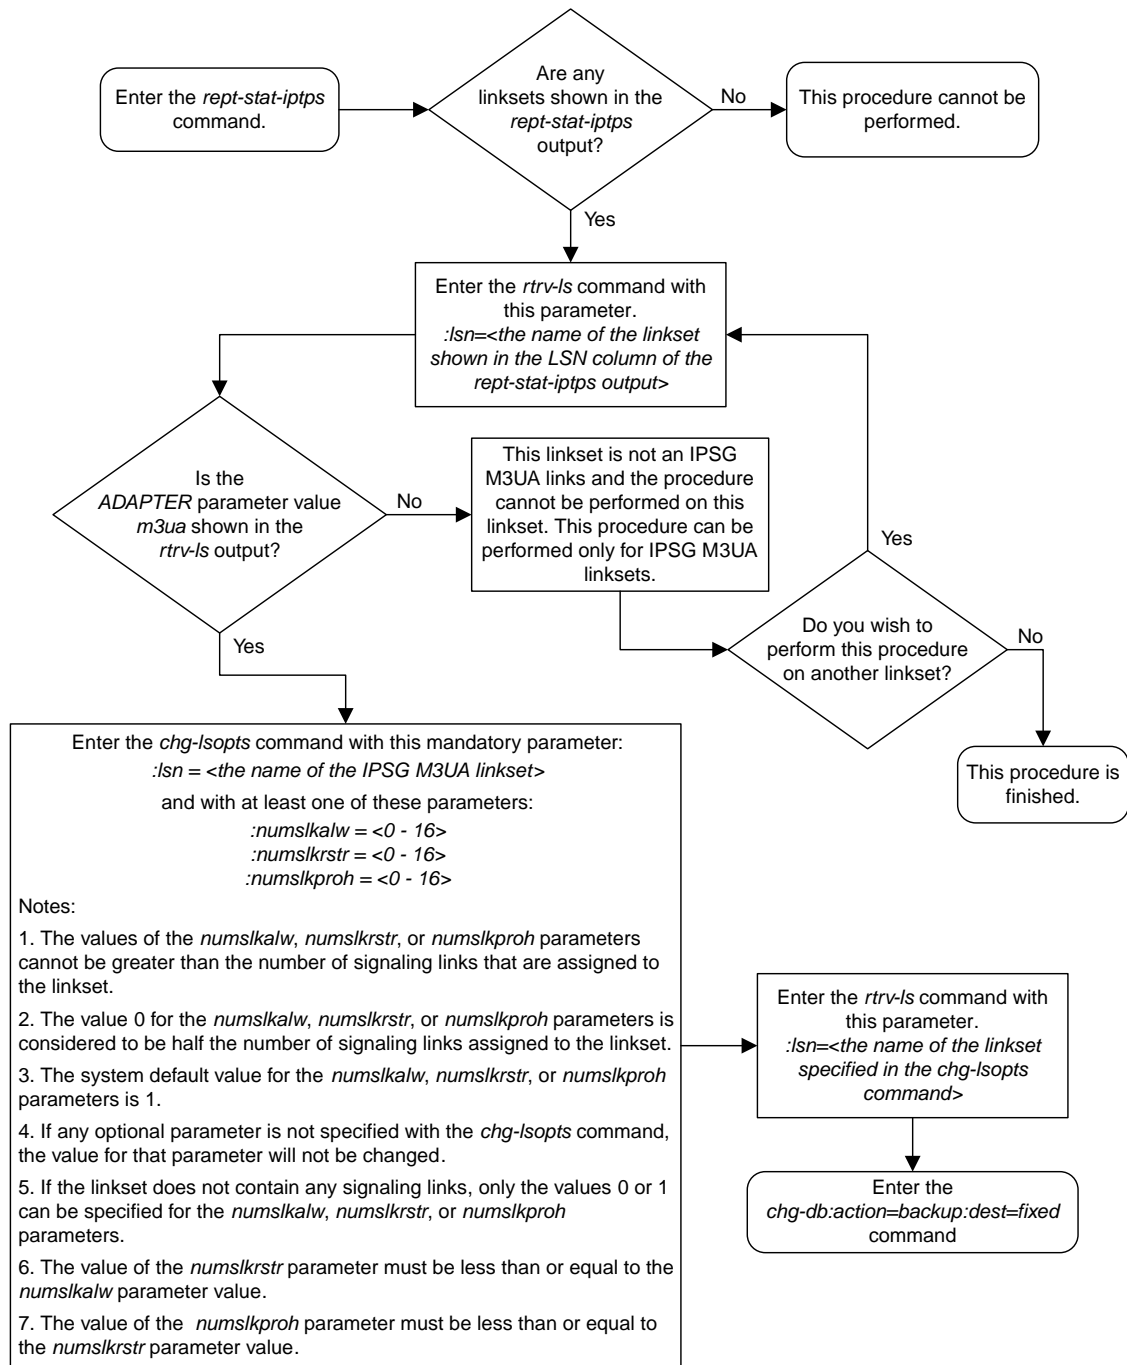 Enter the rept-stat-iptps
command.
Are any
linksets shown in the
rept-stat-iptps
output?
No
This procedure cannot be
performed.
Yes
Enter the rtrv-ls command with
this parameter.
:lsn=<the name of the linkset
shown in the LSN column of the
rept-stat-iptps output>
Is the
ADAPTER parameter value
m3ua shown in the
rtrv-ls output?
No
This linkset is not an IPSG
M3UA links and the procedure
cannot be performed on this
linkset. This procedure can be
performed only for IPSG M3UA
linksets.
Yes
Do you wish to
perform this procedure
on another linkset?
No
This procedure is
finished.
Yes
Enter the chg-lsopts command with this mandatory parameter:
:lsn = <the name of the IPSG M3UA linkset>
and with at least one of these parameters:
:numslkalw = <0 - 16>
:numslkrstr = <0 - 16>
:numslkproh = <0 - 16>
Notes:
1. The values of the numslkalw, numslkrstr, or numslkproh parameters
cannot be greater than the number of signaling links that are assigned to
the linkset.
2. The value 0 for the numslkalw, numslkrstr, or numslkproh parameters is
considered to be half the number of signaling links assigned to the linkset.
3. The system default value for the numslkalw, numslkrstr, or numslkproh
parameters is 1.
4. If any optional parameter is not specified with the chg-lsopts command,
the value for that parameter will not be changed.
5. If the linkset does not contain any signaling links, only the values 0 or 1
can be specified for the numslkalw, numslkrstr, or numslkproh
parameters.
6. The value of the numslkrstr parameter must be less than or equal to the
numslkalw parameter value.
7. The value of the numslkproh parameter must be less than or equal to
the numslkrstr parameter value.
Enter the rtrv-ls command with
this parameter.
:lsn=<the name of the linkset
specified in the chg-lsopts
command>
Enter the
chg-db:action=backup:dest=fixed
command